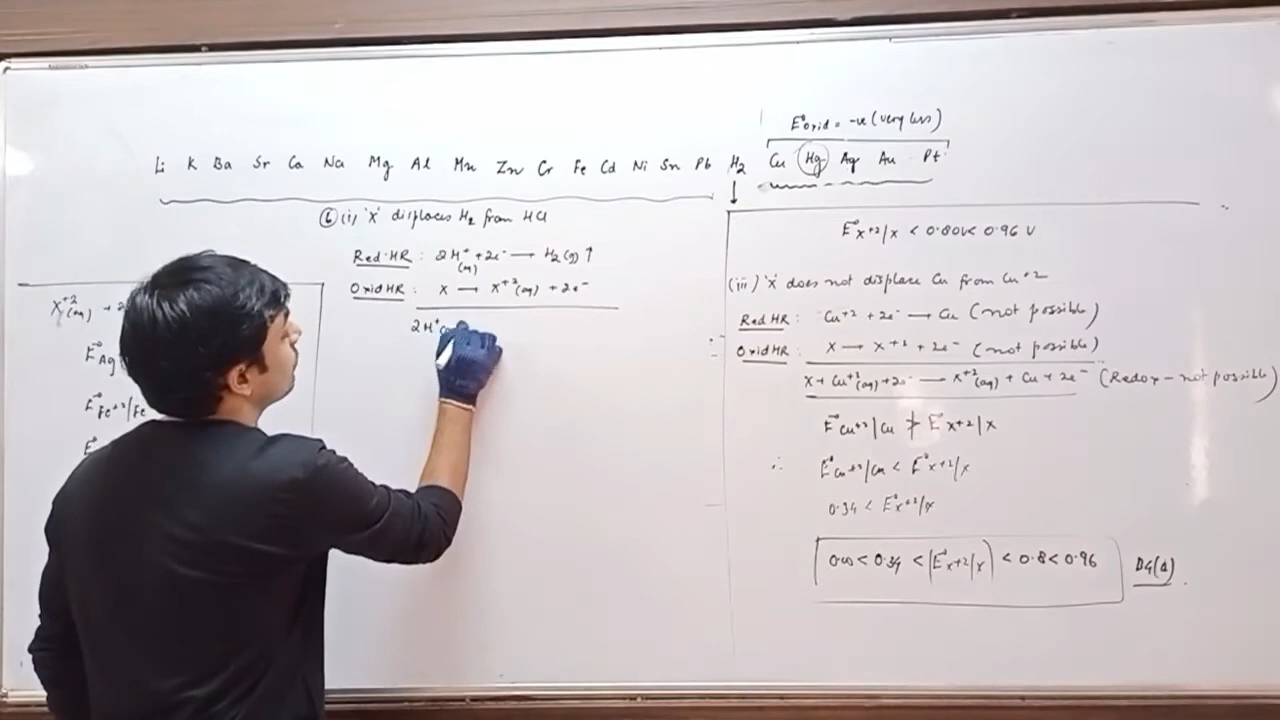 E°oxid = -ve (very less)
Li K Ba Sr Ca Na Mg Al Mn Zn Cr Fe Cd Ni Sn Pb H₂ Cu Hg Ag Au Pt
⑥ (i) 'X' displaces H₂ from HCl
Red.HR : 2H⁺(aq) + 2e⁻ → H₂(g) ↑
Oxid HR : X → X⁺²(aq) + 2e⁻
2H⁺
X⁺²(aq) + 2
E°Ag
E°Fe⁺²/Fe
E°
E°X⁺²/X < 0.80V < 0.96 V
(iii) 'X' does not displace Cu from Cu⁺²
Red HR : Cu⁺² + 2e⁻ → Cu (not possible)
Oxid HR : X → X⁺² + 2e⁻ (not possible)
X + Cu⁺²(aq) + 2e⁻ → X⁺²(aq) + Cu + 2e⁻ (Redox - not possible)
E°Cu⁺²/Cu ≯ E°X⁺²/X
∴ E°Cu⁺²/Cu < E°X⁺²/X
0.34 < E°X⁺²/X
0.00 < 0.34 < (E°X⁺²/X) < 0.8 < 0.96